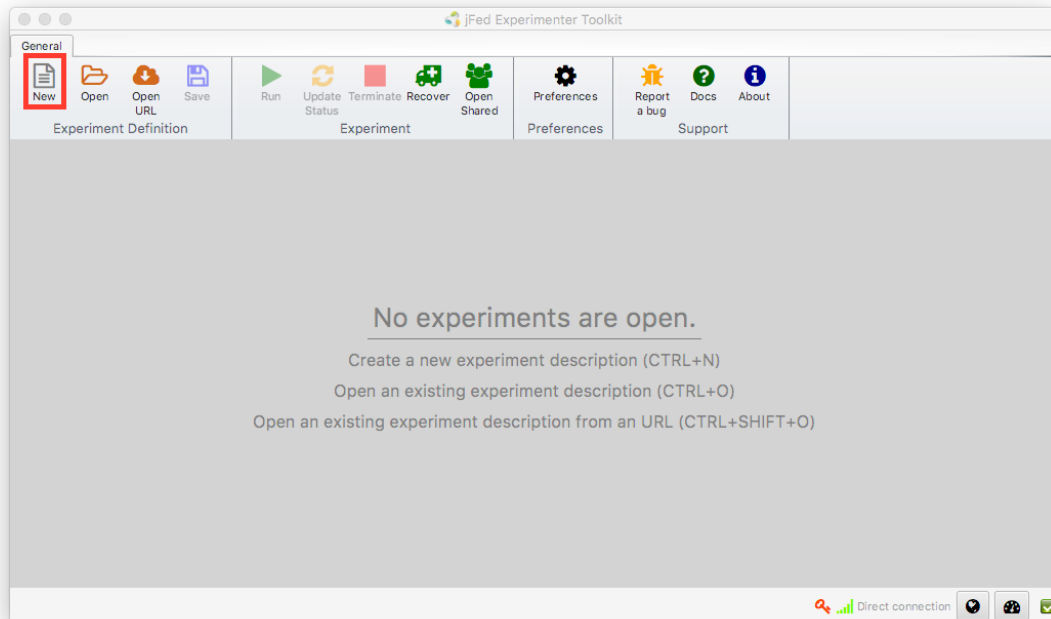 jFed Experimenter Toolkit
General
New Open Open URL Save Run Update Status Terminate Recover Open Shared Preferences Report a bug Docs About
Experiment Definition Experiment Preferences Support
No experiments are open.
Create a new experiment description (CTRL+N)
Open an existing experiment description (CTRL+O)
Open an existing experiment description from an URL (CTRL+SHIFT+O)
Direct connection